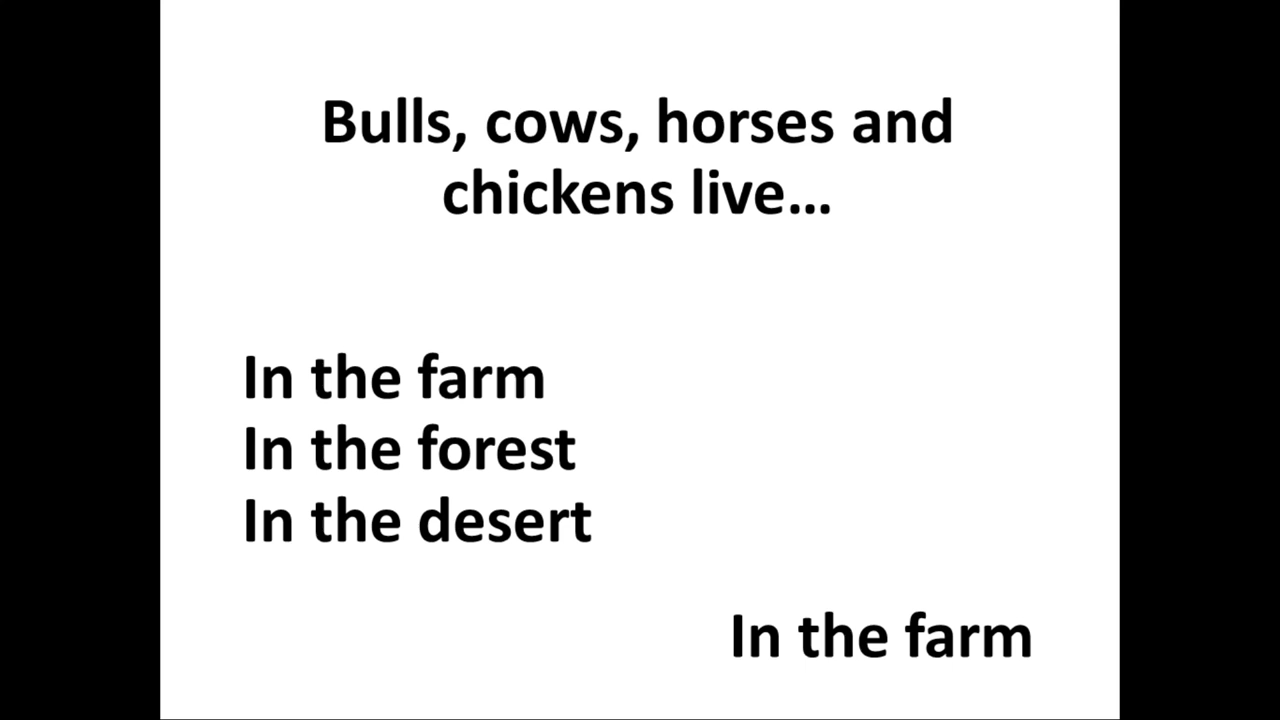 Bulls, cows, horses and
chickens live...
In the farm
In the forest
In the desert
In the farm